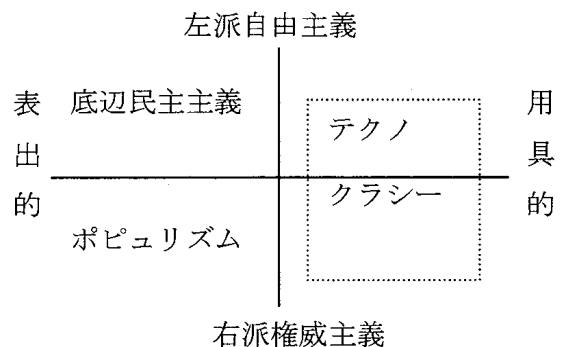 左派自由主義
表出的
底辺民主主義
テクノ
クラシー
用具的
ポピュリズム
右派権威主義